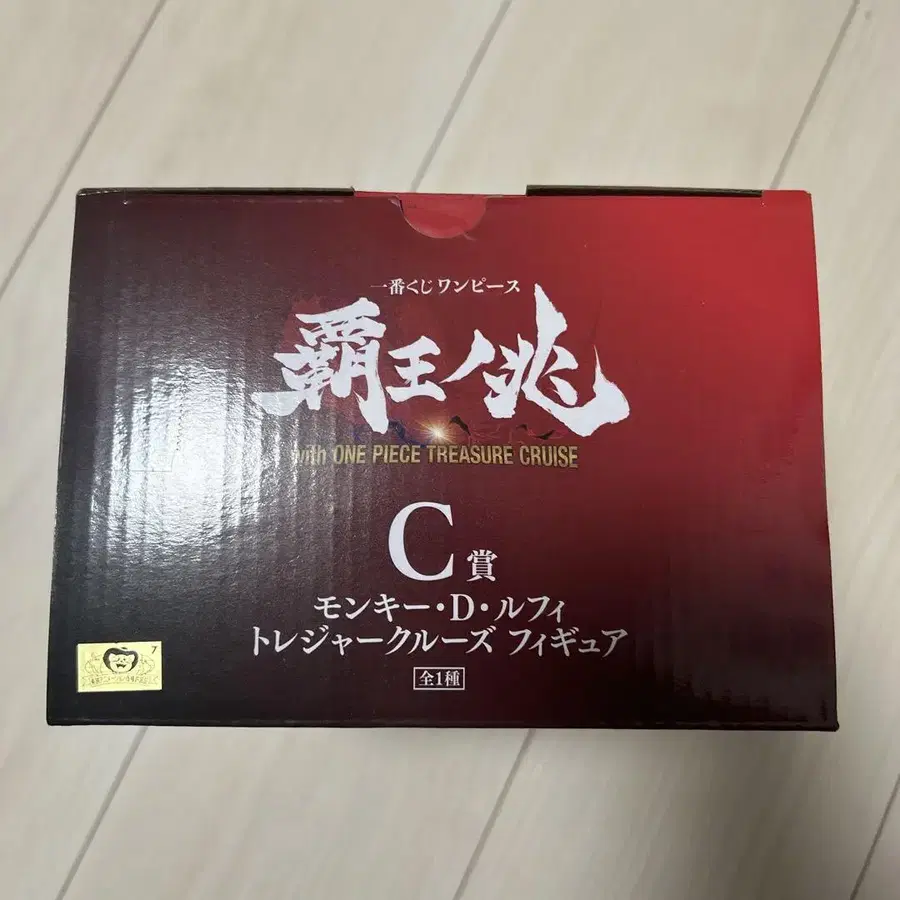 一番くじ ワンピース
覇王ノ兆
with ONE PIECE TREASURE CRUISE
C賞
モンキー・D・ルフィ
トレジャークルーズ フィギュア
全1種
7